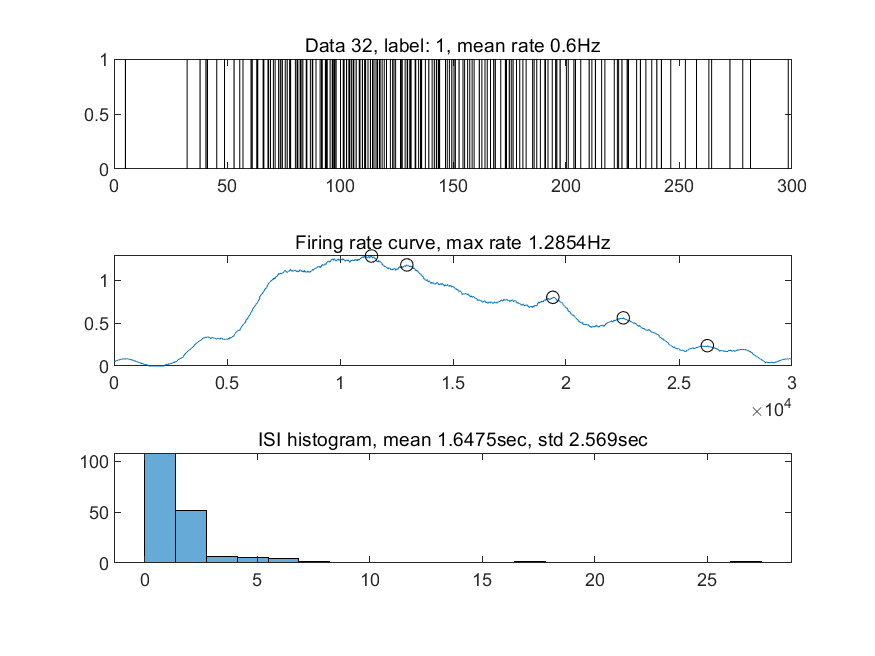 Data 32, label: 1, mean rate 0.6Hz
1
0.5
0
0 50 100 150 200 250 300
Firing rate curve, max rate 1.2854Hz
1
0.5
0
0 0.5 1 1.5 2 2.5 3
×10⁴
ISI histogram, mean 1.6475sec, std 2.569sec
100
50
0
0 5 10 15 20 25